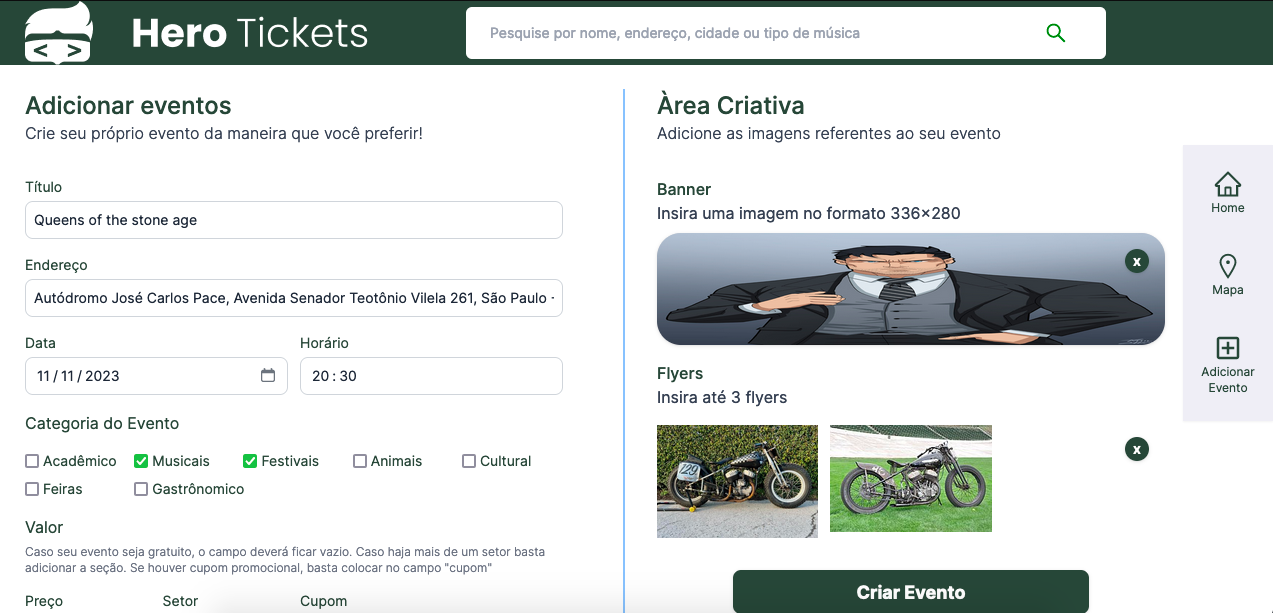 Hero Tickets
Pesquise por nome, endereço, cidade ou tipo de música
Adicionar eventos
Crie seu próprio evento da maneira que você preferir!
Título
Queens of the stone age
Endereço
Autódromo José Carlos Pace, Avenida Senador Teotônio Vilela 261, São Paulo -
Data
Horário
11 / 11 / 2023
20 : 30
Categoria do Evento
Acadêmico
Musicais
Festivais
Animais
Cultural
Feiras
Gastrônomico
Valor
Caso seu evento seja gratuito, o campo deverá ficar vazio. Caso haja mais de um setor basta
adicionar a seção. Se houver cupom promocional, basta colocar no campo "cupom"
Preço
Setor
Cupom
Àrea Criativa
Adicione as imagens referentes ao seu evento
Banner
Insira uma imagem no formato 336×280
x
Flyers
Insira até 3 flyers
229
x
Criar Evento
Home
Mapa
Adicionar
Evento